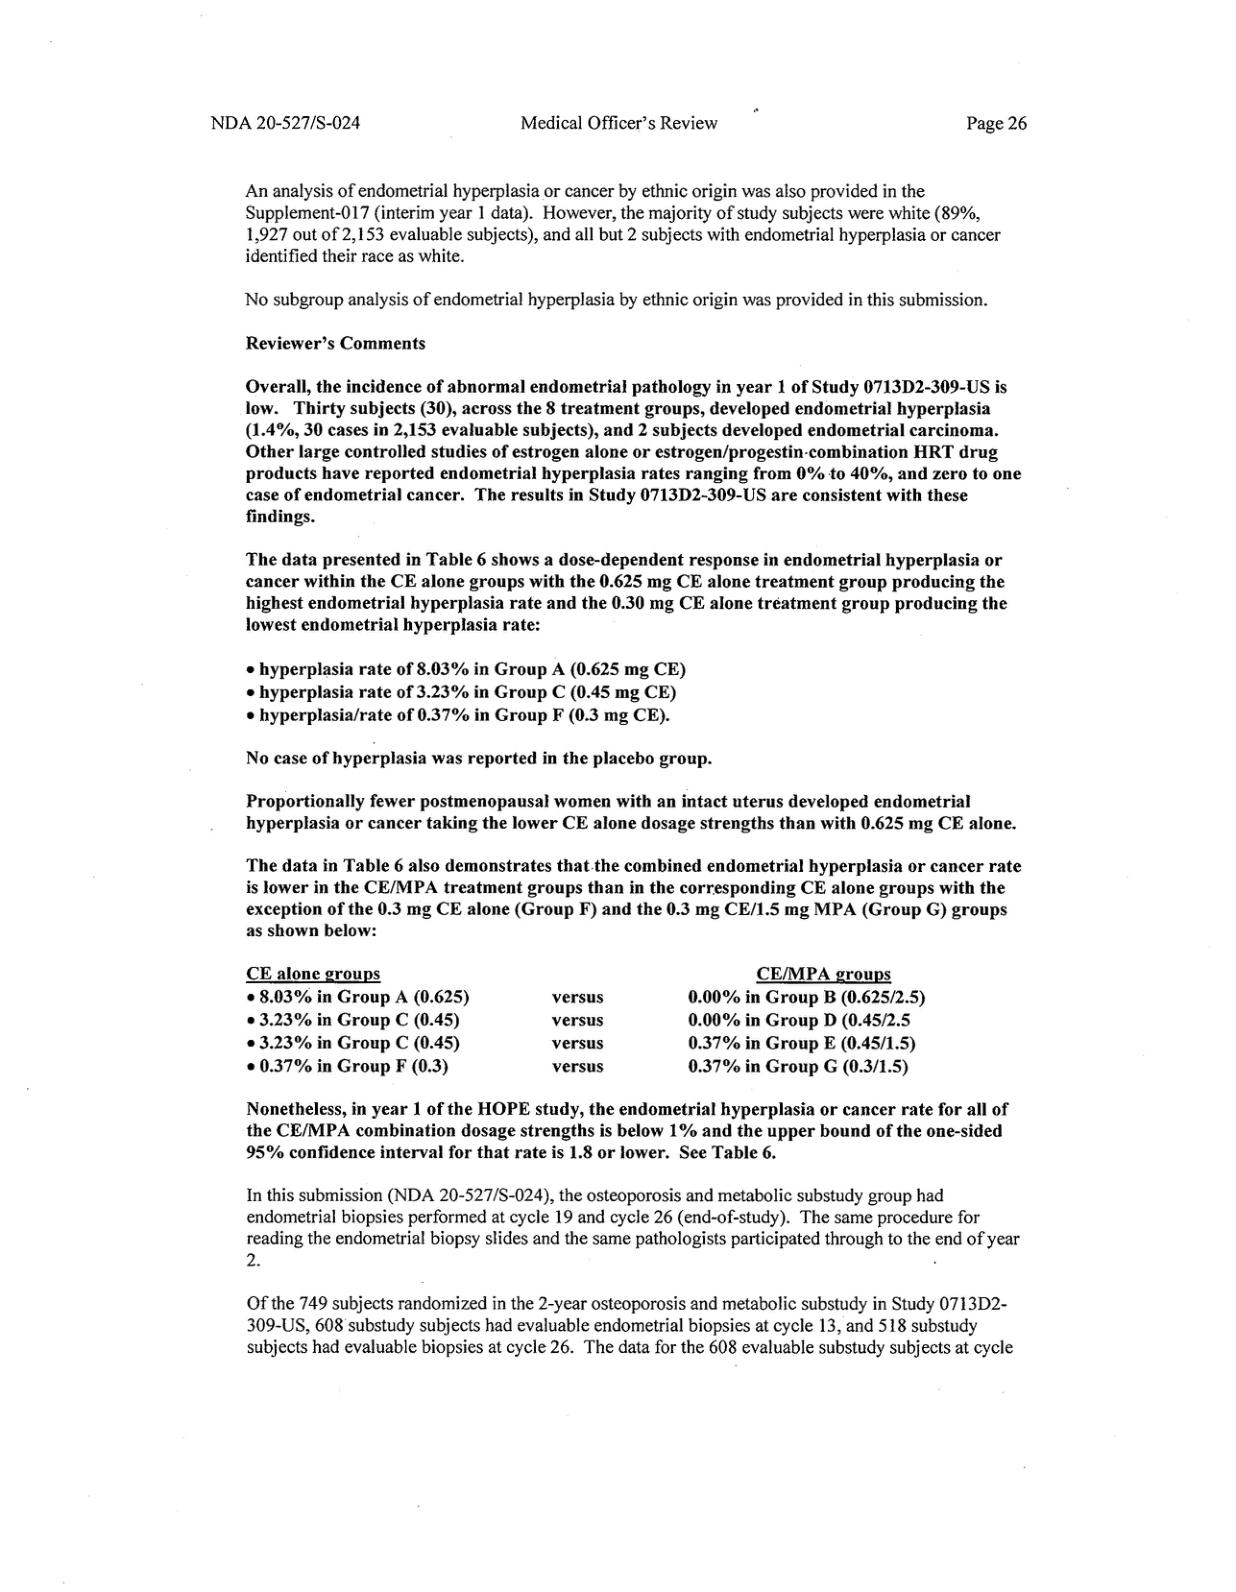 NDA 20-527/S-024 Medical Officer's Review Page 26
An analysis of endometrial hyperplasia or cancer by ethnic origin was also provided in the
Supplement-017 (interim year 1 data). However, the majority of study subjects were white (89%,
1,927 out of 2,153 evaluable subjects), and all but 2 subjects with endometrial hyperplasia or cancer
identified their race as white.
No subgroup analysis of endometrial hyperplasia by ethnic origin was provided in this submission.
Reviewer's Comments
Overall, the incidence of abnormal endometrial pathology in year 1 of Study 0713D2-309-US is
low. Thirty subjects (30), across the 8 treatment groups, developed endometrial hyperplasia
(1.4%, 30 cases in 2,153 evaluable subjects), and 2 subjects developed endometrial carcinoma.
Other large controlled studies of estrogen alone or estrogen/progestin combination HRT drug
products have reported endometrial hyperplasia rates ranging from 0% to 40%, and zero to one
case of endometrial cancer. The results in Study 0713D2-309-US are consistent with these
findings.
The data presented in Table 6 shows a dose-dependent response in endometrial hyperplasia or
cancer within the CE alone groups with the 0.625 mg CE alone treatment group producing the
highest endometrial hyperplasia rate and the 0.30 mg CE alone treatment group producing the
lowest endometrial hyperplasia rate:
• hyperplasia rate of 8.03% in Group A (0.625 mg CE)
• hyperplasia rate of 3.23% in Group C (0.45 mg CE)
• hyperplasia/rate of 0.37% in Group F (0.3 mg CE).
No case of hyperplasia was reported in the placebo group.
Proportionally fewer postmenopausal women with an intact uterus developed endometrial
hyperplasia or cancer taking the lower CE alone dosage strengths than with 0.625 mg CE alone.
The data in Table 6 also demonstrates that the combined endometrial hyperplasia or cancer rate
is lower in the CE/MPA treatment groups than in the corresponding CE alone groups with the
exception of the 0.3 mg CE alone (Group F) and the 0.3 mg CE/1.5 mg MPA (Group G) groups
as shown below:
CE alone groups CE/MPA groups
• 8.03% in Group A (0.625) versus 0.00% in Group B (0.625/2.5)
• 3.23% in Group C (0.45) versus 0.00% in Group D (0.45/2.5
• 3.23% in Group C (0.45) versus 0.37% in Group E (0.45/1.5)
• 0.37% in Group F (0.3) versus 0.37% in Group G (0.3/1.5)
Nonetheless, in year 1 of the HOPE study, the endometrial hyperplasia or cancer rate for all of
the CE/MPA combination dosage strengths is below 1% and the upper bound of the one-sided
95% confidence interval for that rate is 1.8 or lower. See Table 6.
In this submission (NDA 20-527/S-024), the osteoporosis and metabolic substudy group had
endometrial biopsies performed at cycle 19 and cycle 26 (end-of-study). The same procedure for
reading the endometrial biopsy slides and the same pathologists participated through to the end of year
2.
Of the 749 subjects randomized in the 2-year osteoporosis and metabolic substudy in Study 0713D2-
309-US, 608 substudy subjects had evaluable endometrial biopsies at cycle 13, and 518 substudy
subjects had evaluable biopsies at cycle 26. The data for the 608 evaluable substudy subjects at cycle